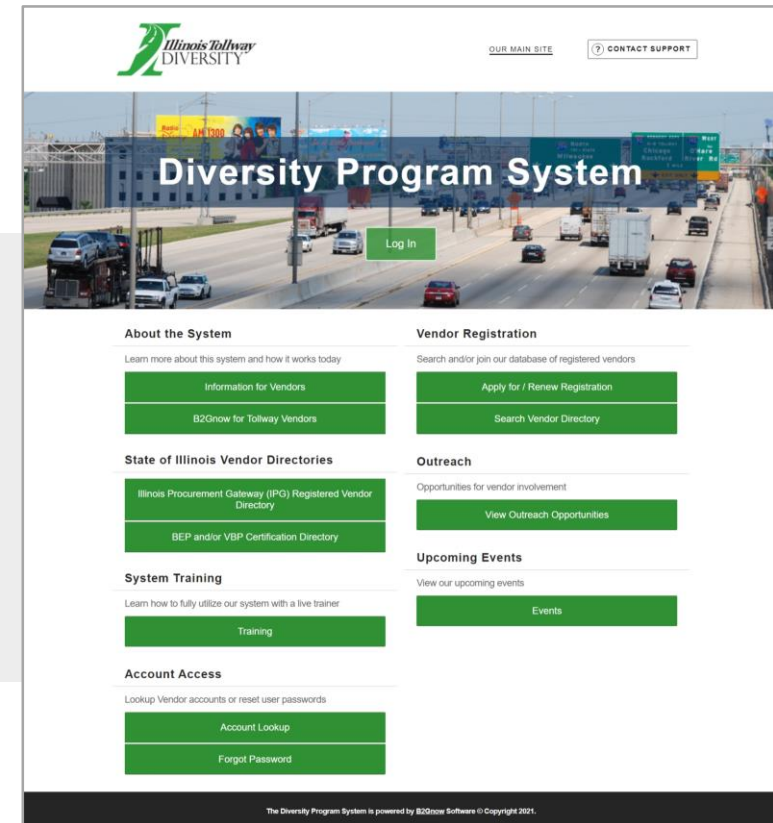 Illinois Tollway
DIVERSITY
OUR MAIN SITE
? CONTACT SUPPORT
AM 1300
Diversity Program System
Log In
About the System
Learn more about this system and how it works today
Information for Vendors
B2Gnow for Tollway Vendors
State of Illinois Vendor Directories
Illinois Procurement Gateway (IPG) Registered Vendor
Directory
BEP and/or VBP Certification Directory
System Training
Learn how to fully utilize our system with a live trainer
Training
Account Access
Lookup Vendor accounts or reset user passwords
Account Lookup
Forgot Password
Vendor Registration
Search and/or join our database of registered vendors
Apply for / Renew Registration
Search Vendor Directory
Outreach
Opportunities for vendor involvement
View Outreach Opportunities
Upcoming Events
View our upcoming events
Events
The Diversity Program System is powered by B2Gnow Software © Copyright 2021.